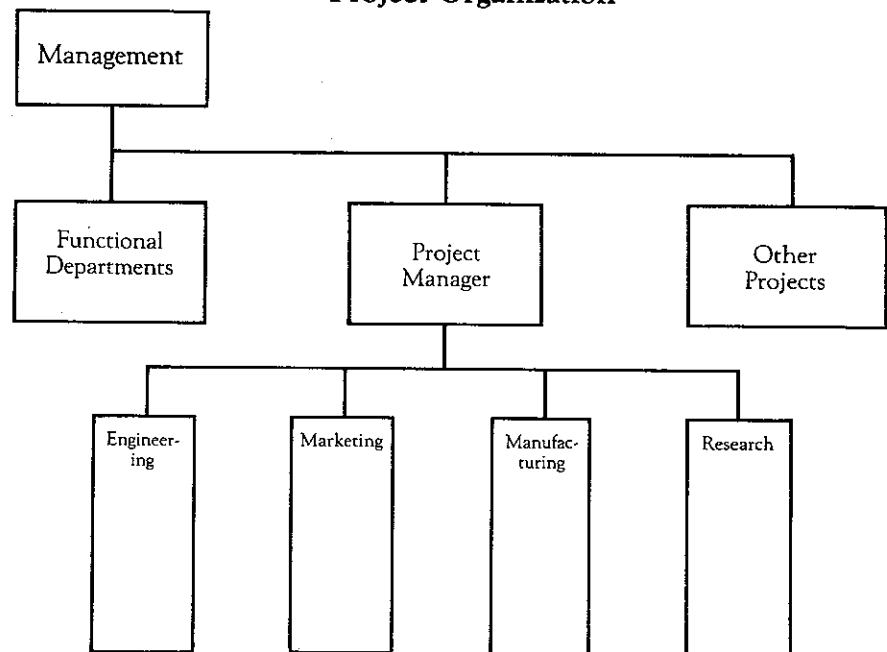 Project Organization
Management
Functional
Departments
Project
Manager
Other
Projects
Engineer-
ing
Marketing
Manufac-
turing
Research